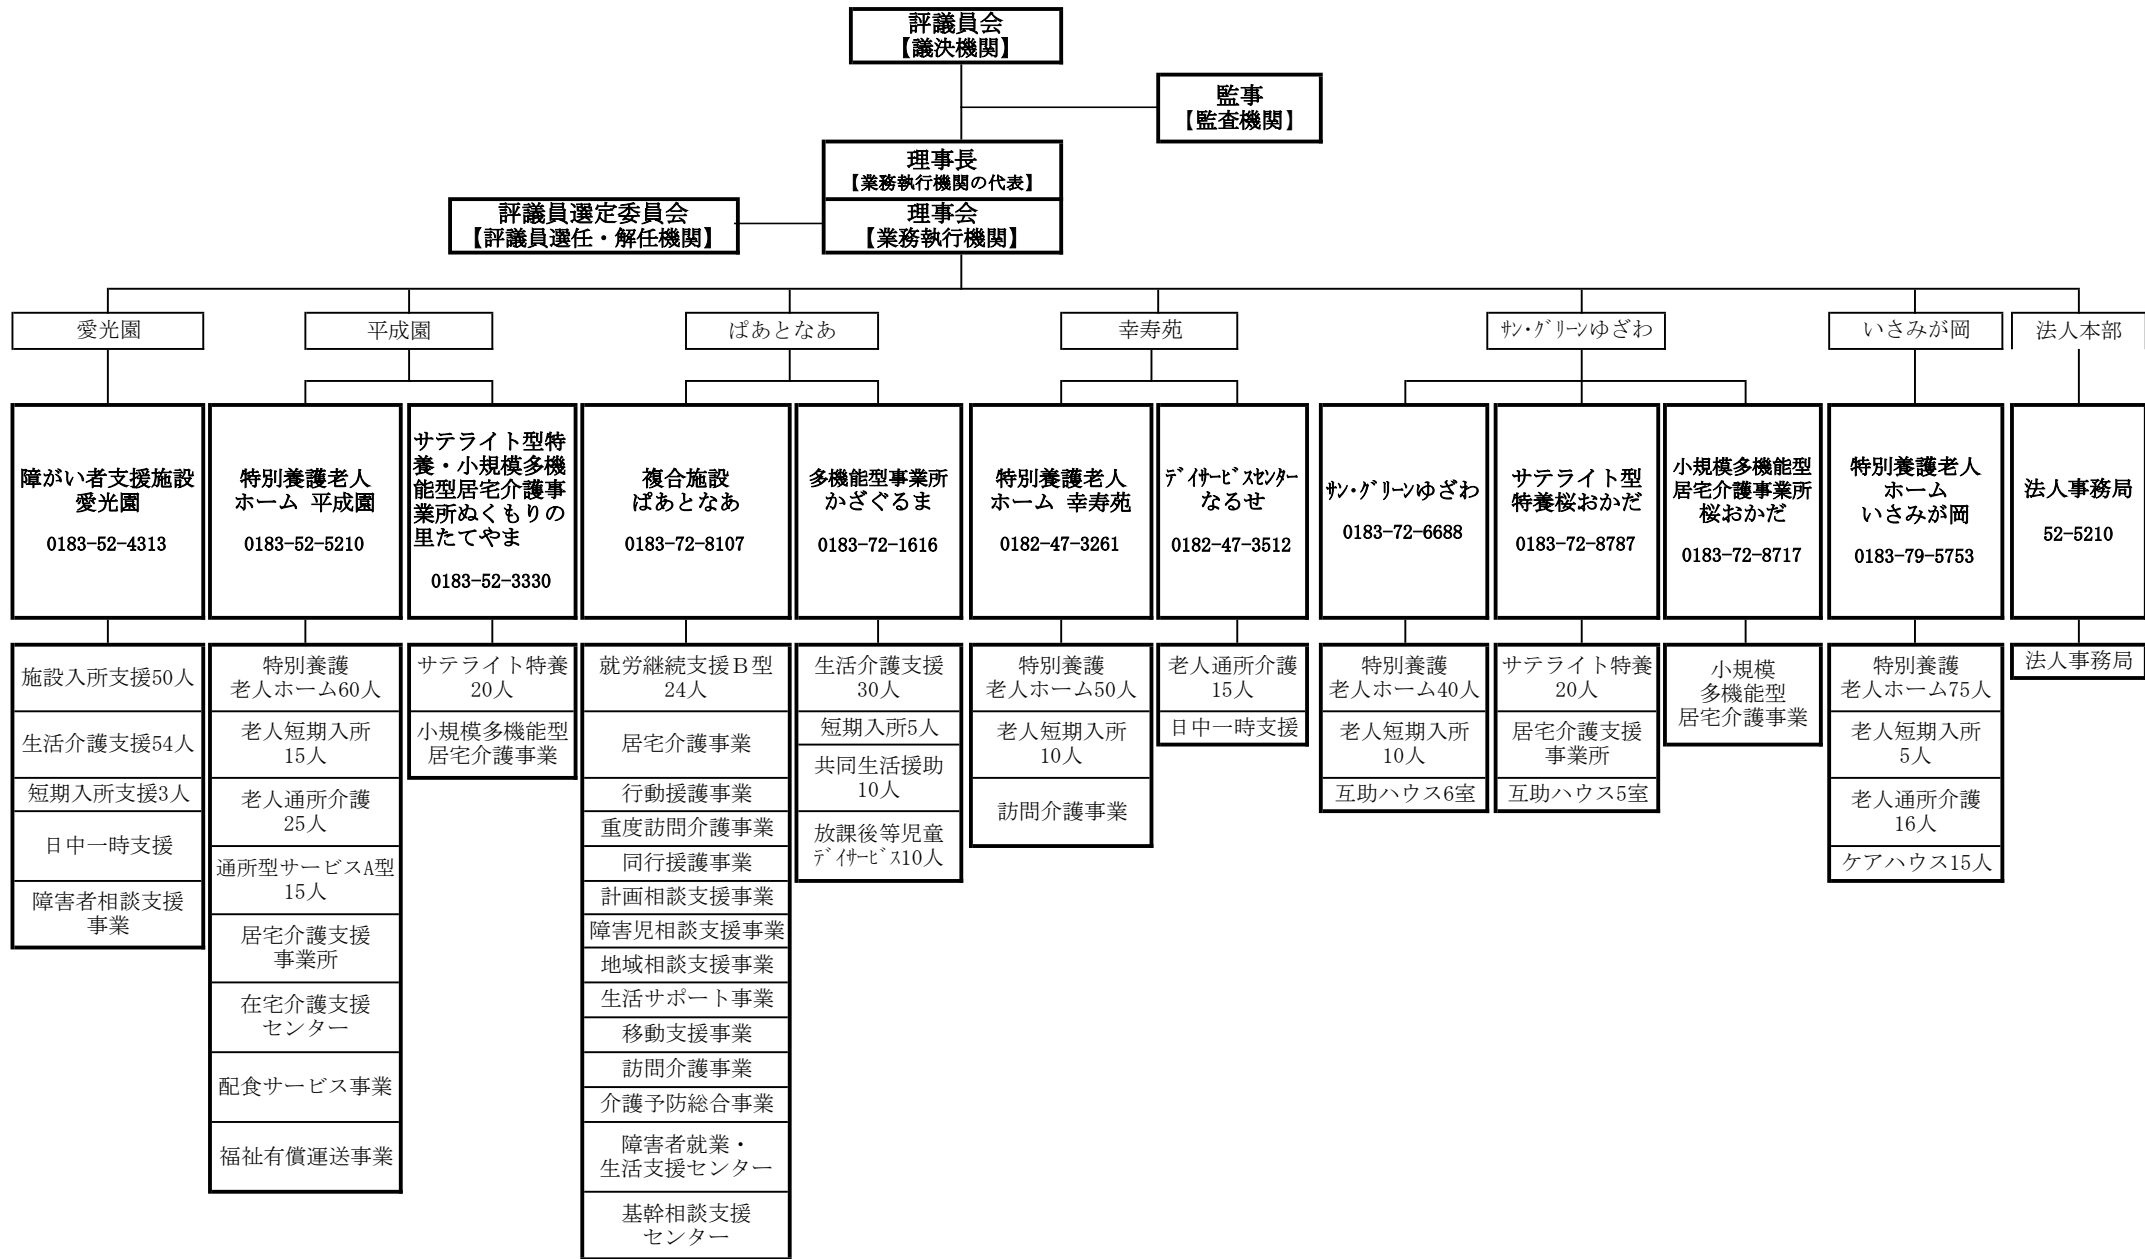 評議員会
【議決機関】
監事
【監査機関】
理事長
【業務執行機関の代表】
評議員選定委員会
【評議員選任・解任機関】
理事会
【業務執行機関】
愛光園
平成園
ぱあとなあ
幸寿苑
ｻﾝ・ｸﾞﾘｰﾝゆざわ
いさみが岡
法人本部
障がい者支援施設
愛光園
0183-52-4313
特別養護老人
ホーム 平成園
0183-52-5210
サテライト型特
養・小規模多機
能型居宅介護事
業所ぬくもりの
里たてやま
0183-52-3330
複合施設
ぱあとなあ
0183-72-8107
多機能型事業所
かざぐるま
0183-72-1616
特別養護老人
ホーム 幸寿苑
0182-47-3261
ﾃﾞｲｻｰﾋﾞｽｾﾝﾀｰ
なるせ
0182-47-3512
ｻﾝ・ｸﾞﾘｰﾝゆざわ
0183-72-6688
サテライト型
特養桜おかだ
0183-72-8787
小規模多機能型
居宅介護事業所
桜おかだ
0183-72-8717
特別養護老人
ホーム
いさみが岡
0183-79-5753
法人事務局
52-5210
施設入所支援50人
生活介護支援54人
短期入所支援3人
日中一時支援
障害者相談支援
事業
特別養護
老人ホーム60人
老人短期入所
15人
老人通所介護
25人
通所型サービスA型
15人
居宅介護支援
事業所
在宅介護支援
センター
配食サービス事業
福祉有償運送事業
サテライト特養
20人
小規模多機能型
居宅介護事業
就労継続支援Ｂ型
24人
居宅介護事業
行動援護事業
重度訪問介護事業
同行援護事業
計画相談支援事業
障害児相談支援事業
地域相談支援事業
生活サポート事業
移動支援事業
訪問介護事業
介護予防総合事業
障害者就業・
生活支援センター
基幹相談支援
センター
生活介護支援
30人
短期入所5人
共同生活援助
10人
放課後等児童
ﾃﾞｲｻｰﾋﾞｽ10人
特別養護
老人ホーム50人
老人短期入所
10人
訪問介護事業
老人通所介護
15人
日中一時支援
特別養護
老人ホーム40人
老人短期入所
10人
互助ハウス6室
サテライト特養
20人
居宅介護支援
事業所
互助ハウス5室
小規模
多機能型
居宅介護事業
特別養護
老人ホーム75人
老人短期入所
5人
老人通所介護
16人
ケアハウス15人
法人事務局